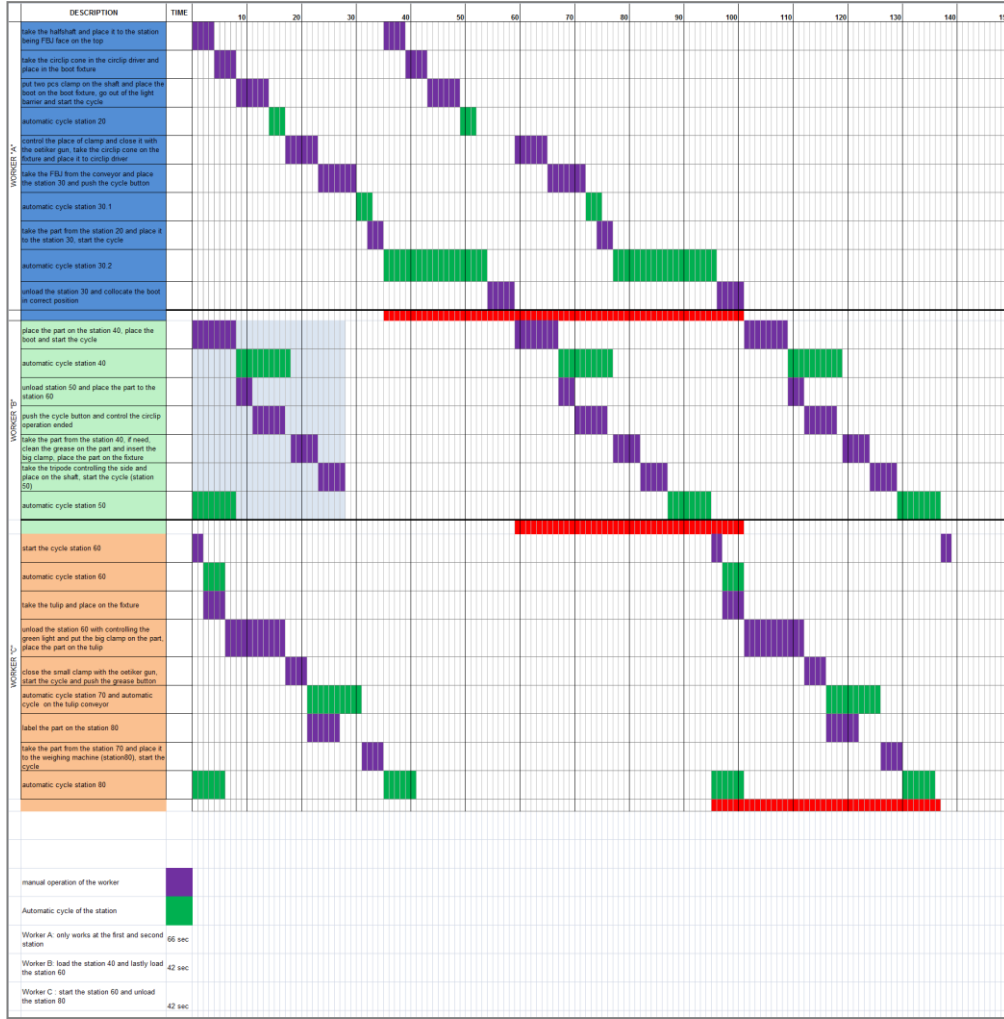 DESCRIPTION TIME 10 20 30 40 50 60 70 80 90 100 110 120 130 140
WORKER "A"
take the halfshaft and place it to the station
being FBJ face on the top
take the circlip cone in the circlip driver and
place in the boot fixture
put two pcs clamp on the shaft and place the
boot on the boot fixture, go out of the light
barrier and start the cycle
automatic cycle station 20
control the place of clamp and close it with
the oetiker gun, take the circlip cone on the
fixture and place it to circlip driver
take the FBJ from the conveyor and place
the station 30 and push the cycle button
automatic cycle station 30.1
take the part from the station 20 and place it
to the station 30, start the cycle
automatic cycle station 30.2
unload the station 30 and collocate the boot
in correct position
WORKER "B"
place the part on the station 40, place the
boot and start the cycle
automatic cycle station 40
unload station 50 and place the part to the
station 60
push the cycle button and control the circlip
operation ended
take the part from the station 40, if need,
clean the grease on the part and insert the
big clamp, place the part on the fixture
take the tripode controlling the side and
place on the shaft, start the cycle (station
50)
automatic cycle station 50
WORKER "C"
start the cycle station 60
automatic cycle station 60
take the tulip and place on the fixture
unload the station 60 with controlling the
green light and put the big clamp on the part,
place the part on the tulip
close the small clamp with the oetiker gun,
start the cycle and push the grease button
automatic cycle station 70 and automatic
cycle on the tulip conveyor
label the part on the station 80
take the part from the station 70 and place it
to the weighing machine (station80), start the
cycle
automatic cycle station 80
manual operation of the worker
Automatic cycle of the station
Worker A: only works at the first and second
station
66 sec
Worker B: load the station 40 and lastly load
the station 60
42 sec
Worker C : start the station 60 and unload
the station 80
42 sec